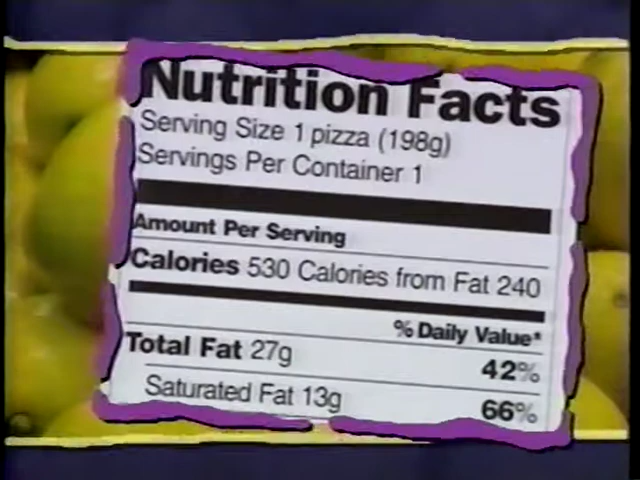 Nutrition Facts
Serving Size 1 pizza (198g)
Servings Per Container 1
Amount Per Serving
Calories 530 Calories from Fat 240
% Daily Value*
Total Fat 27g 42%
Saturated Fat 13g 66%